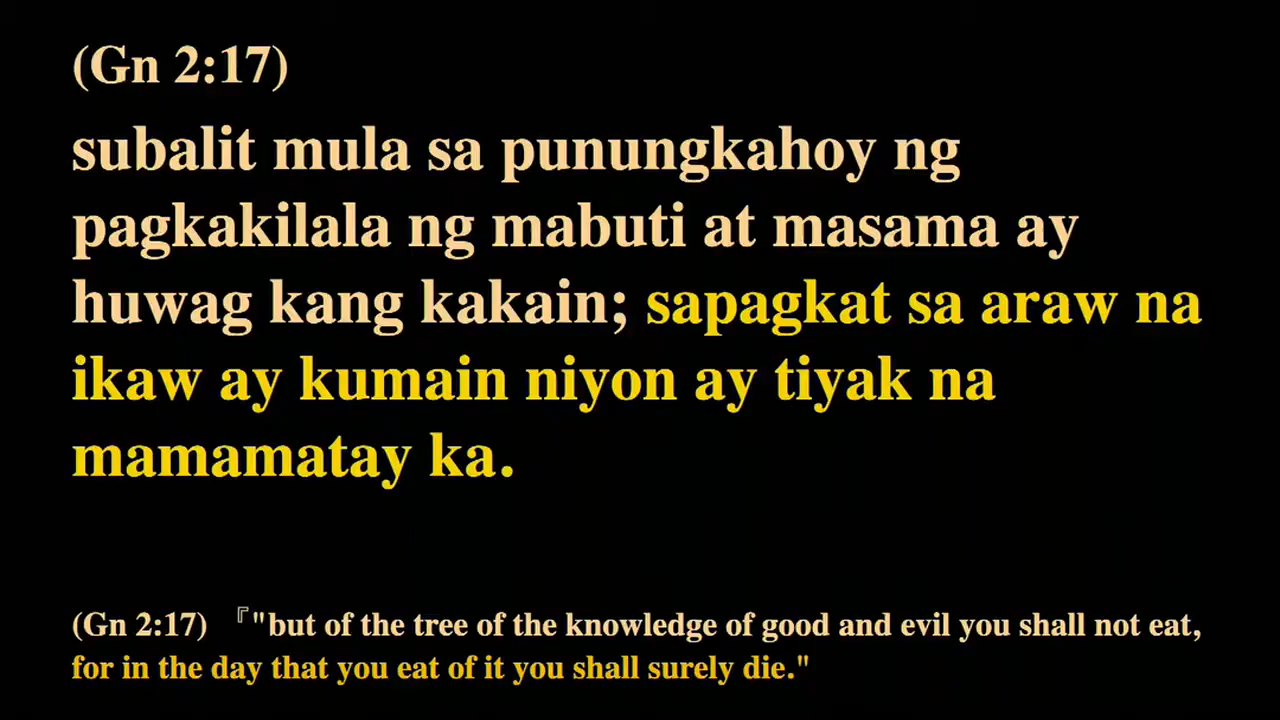 (Gn 2:17)
subalit mula sa punungkahoy ng
pagkakilala ng mabuti at masama ay
huwag kang kakain; sapagkat sa araw na
ikaw ay kumain niyon ay tiyak na
mamamatay ka.
(Gn 2:17) 『"but of the tree of the knowledge of good and evil you shall not eat,
for in the day that you eat of it you shall surely die."